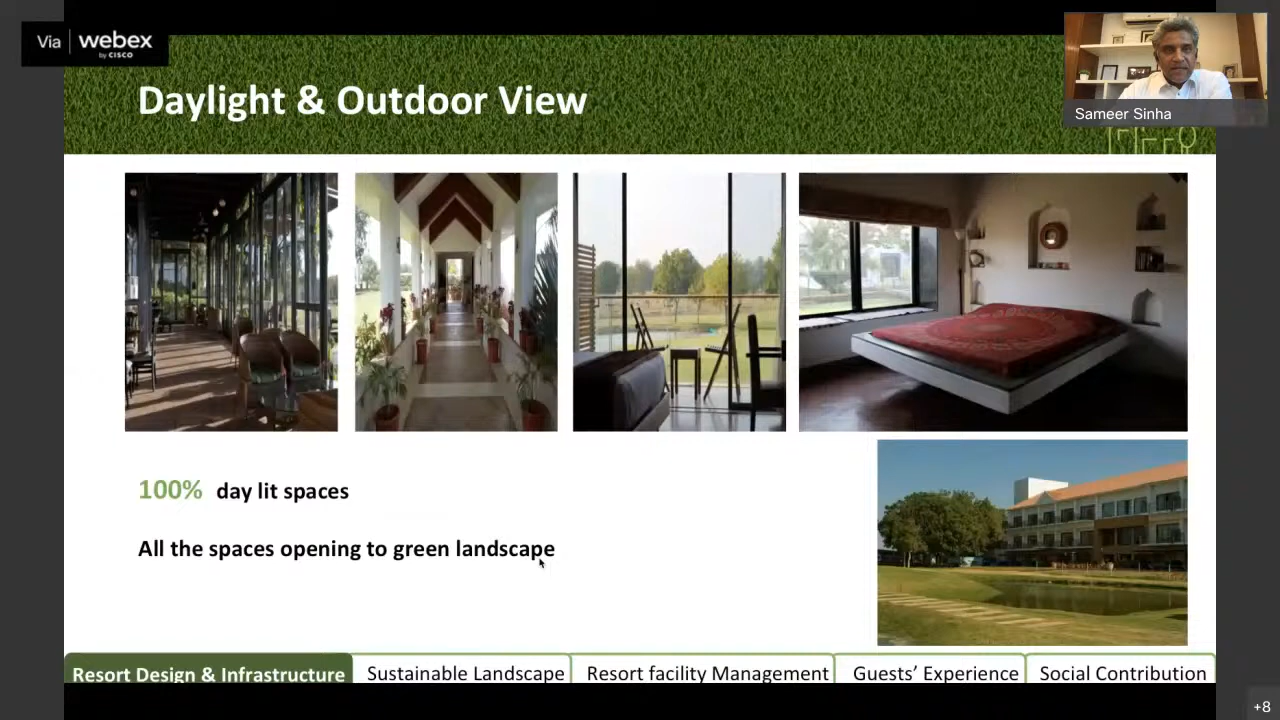 Via webex
by CISCO
Daylight & Outdoor View
Sameer Sinha
100% day lit spaces
All the spaces opening to green landscape
Resort Design & Infrastructure
Sustainable Landscape
Resort facility Management
Guests’ Experience
Social Contribution
+8